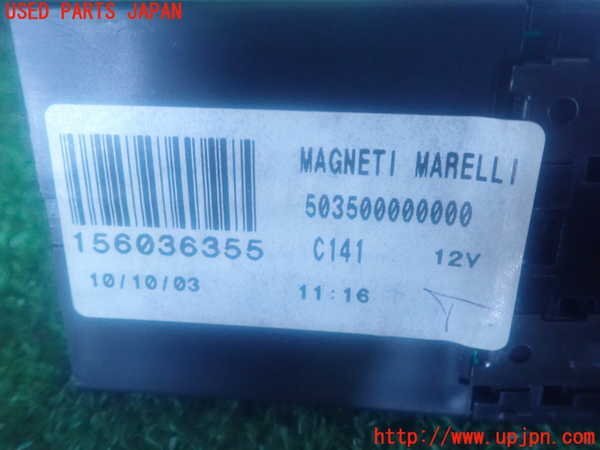 USED PARTS JAPAN
MAGNETI MARELLI
503500000000
156036355
C141 12V
10/10/03 11:16
http://www.upjpn.com/